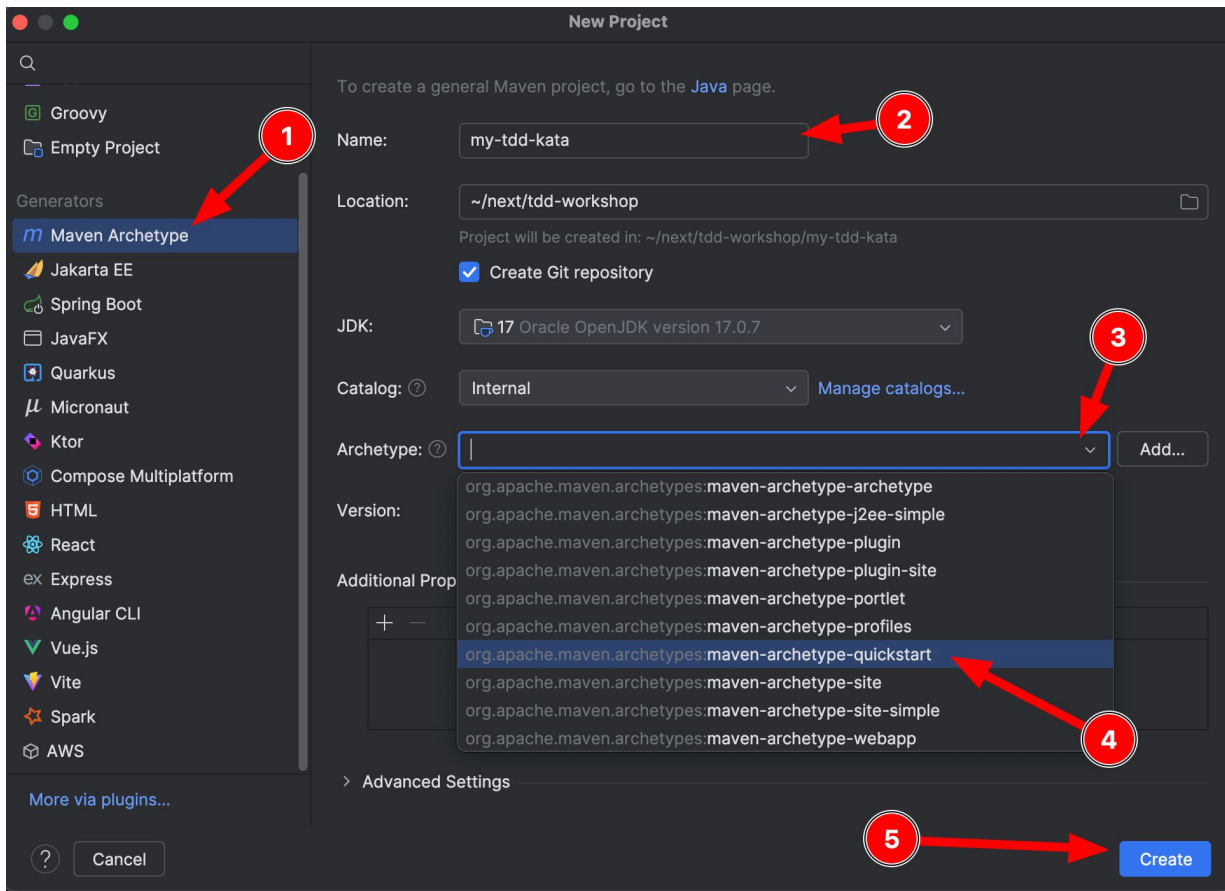 New Project
Groovy
Empty Project
Generators
Maven Archetype
Jakarta EE
Spring Boot
JavaFX
Quarkus
Micronaut
Ktor
Compose Multiplatform
HTML
React
Express
Angular CLI
Vue.js
Vite
Spark
AWS
More via plugins...
To create a general Maven project, go to the Java page.
Name: my-tdd-kata
Location: ~/next/tdd-workshop
Project will be created in: ~/next/tdd-workshop/my-tdd-kata
Create Git repository
JDK: 17 Oracle OpenJDK version 17.0.7
Catalog: ? Internal Manage catalogs...
Archetype: ? Add...
org.apache.maven.archetypes:maven-archetype-archetype
Version: org.apache.maven.archetypes:maven-archetype-j2ee-simple
org.apache.maven.archetypes:maven-archetype-plugin
org.apache.maven.archetypes:maven-archetype-plugin-site
Additional Prop
org.apache.maven.archetypes:maven-archetype-portlet
org.apache.maven.archetypes:maven-archetype-profiles
org.apache.maven.archetypes:maven-archetype-quickstart
org.apache.maven.archetypes:maven-archetype-site
org.apache.maven.archetypes:maven-archetype-site-simple
org.apache.maven.archetypes:maven-archetype-webapp
Advanced Settings
? Cancel Create
1
2
3
4
5